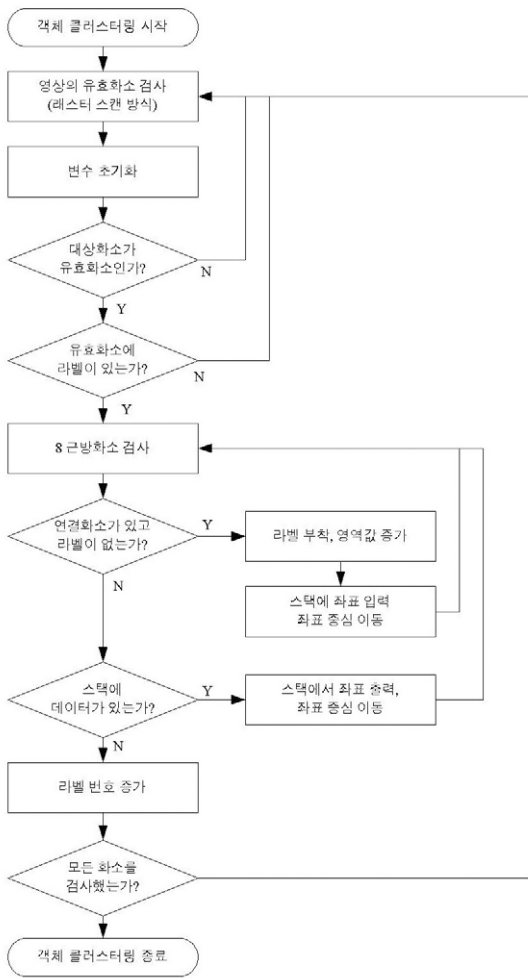 객체 클러스터링 시작
영상의 유효화소 검사
(래스터 스캔 방식)
변수 초기화
대상화소가
유효화소인가?
N
Y
유효화소에
라벨이 있는가?
N
Y
8 근방화소 검사
연결화소가 있고
라벨이 없는가?
Y
라벨 부착, 영역값 증가
N
스택에 좌표 입력
좌표 중심 이동
스택에
데이터가 있는가?
Y
스택에서 좌표 출력,
좌표 중심 이동
N
라벨 번호 증가
모든 화소를
검사했는가?
객체 클러스터링 종료